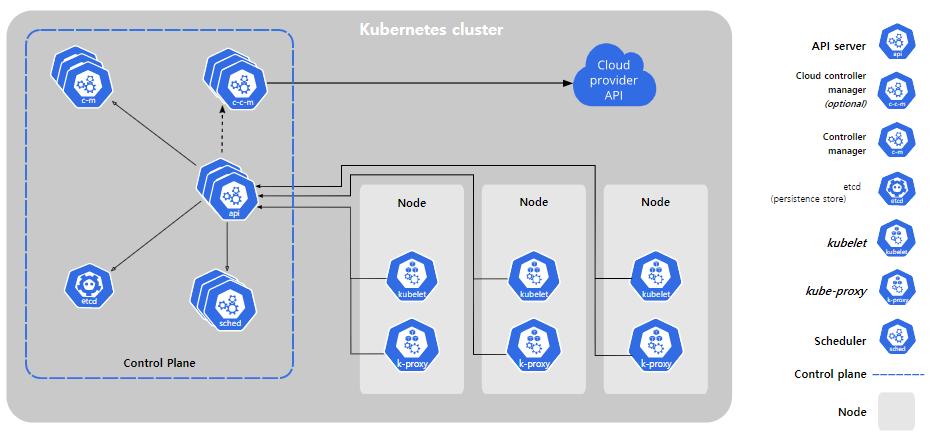 Kubernetes cluster
c-m
c-c-m
Cloud
provider
API
api
etcd
sched
Control Plane
Node
Node
Node
kubelet
kubelet
kubelet
k-proxy
k-proxy
k-proxy
API server
api
Cloud controller
manager
(optional)
c-c-m
Controller
manager
c-m
etcd
(persistence store)
etcd
kubelet
kubelet
kube-proxy
k-proxy
Scheduler
sched
Control plane
Node